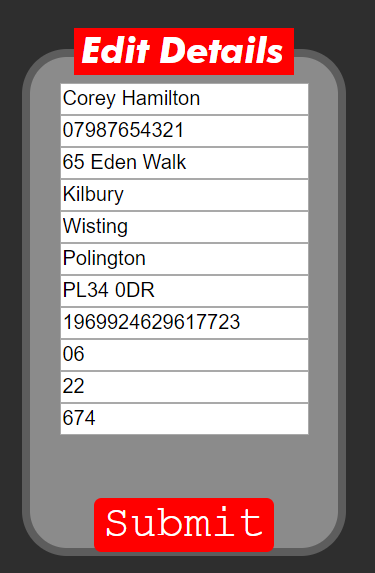 Edit Details
Corey Hamilton
07987654321
65 Eden Walk
Kilbury
Wisting
Polington
PL34 0DR
1969924629617723
06
22
674
Submit